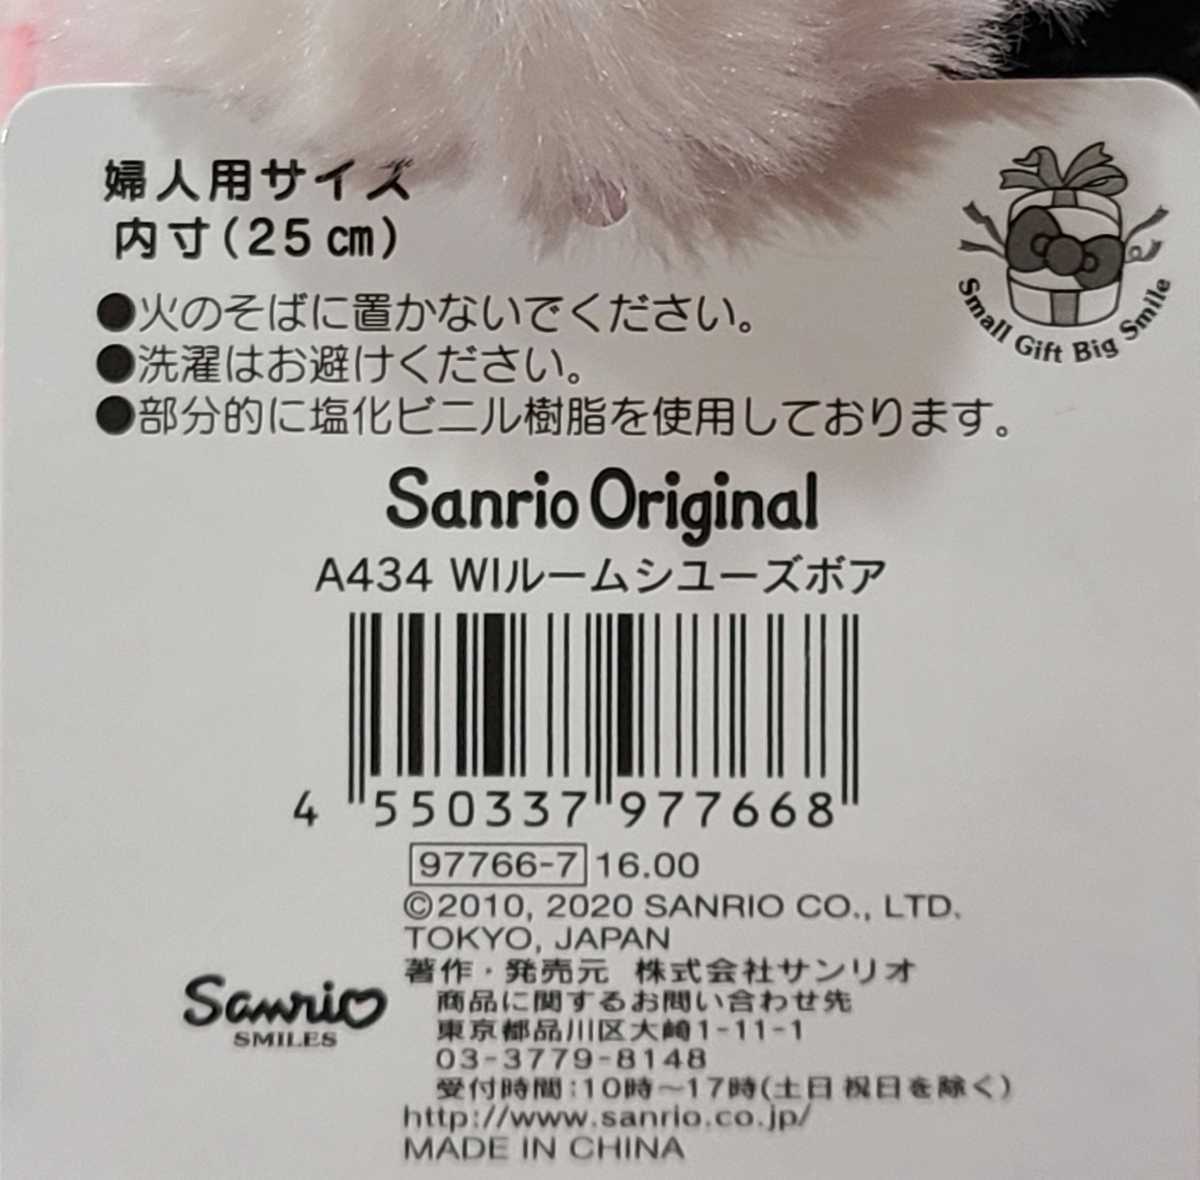 婦人用サイズ
内寸(25㎝)
●火のそばに置かないでください。
●洗濯はお避けください。
●部分的に塩化ビニル樹脂を使用しております。
Small Gift Big Smile
Sanrio Original
A434 WIルームシューズボア
4 550337 977668
97766-7 16.00
©2010, 2020 SANRIO CO., LTD.
TOKYO, JAPAN
著作・発売元 株式会社サンリオ
商品に関するお問い合わせ先
東京都品川区大崎1-11-1
03-3779-8148
受付時間:10時〜17時(土日祝日を除く)
http://www.sanrio.co.jp/
MADE IN CHINA
Sanrio
SMILES